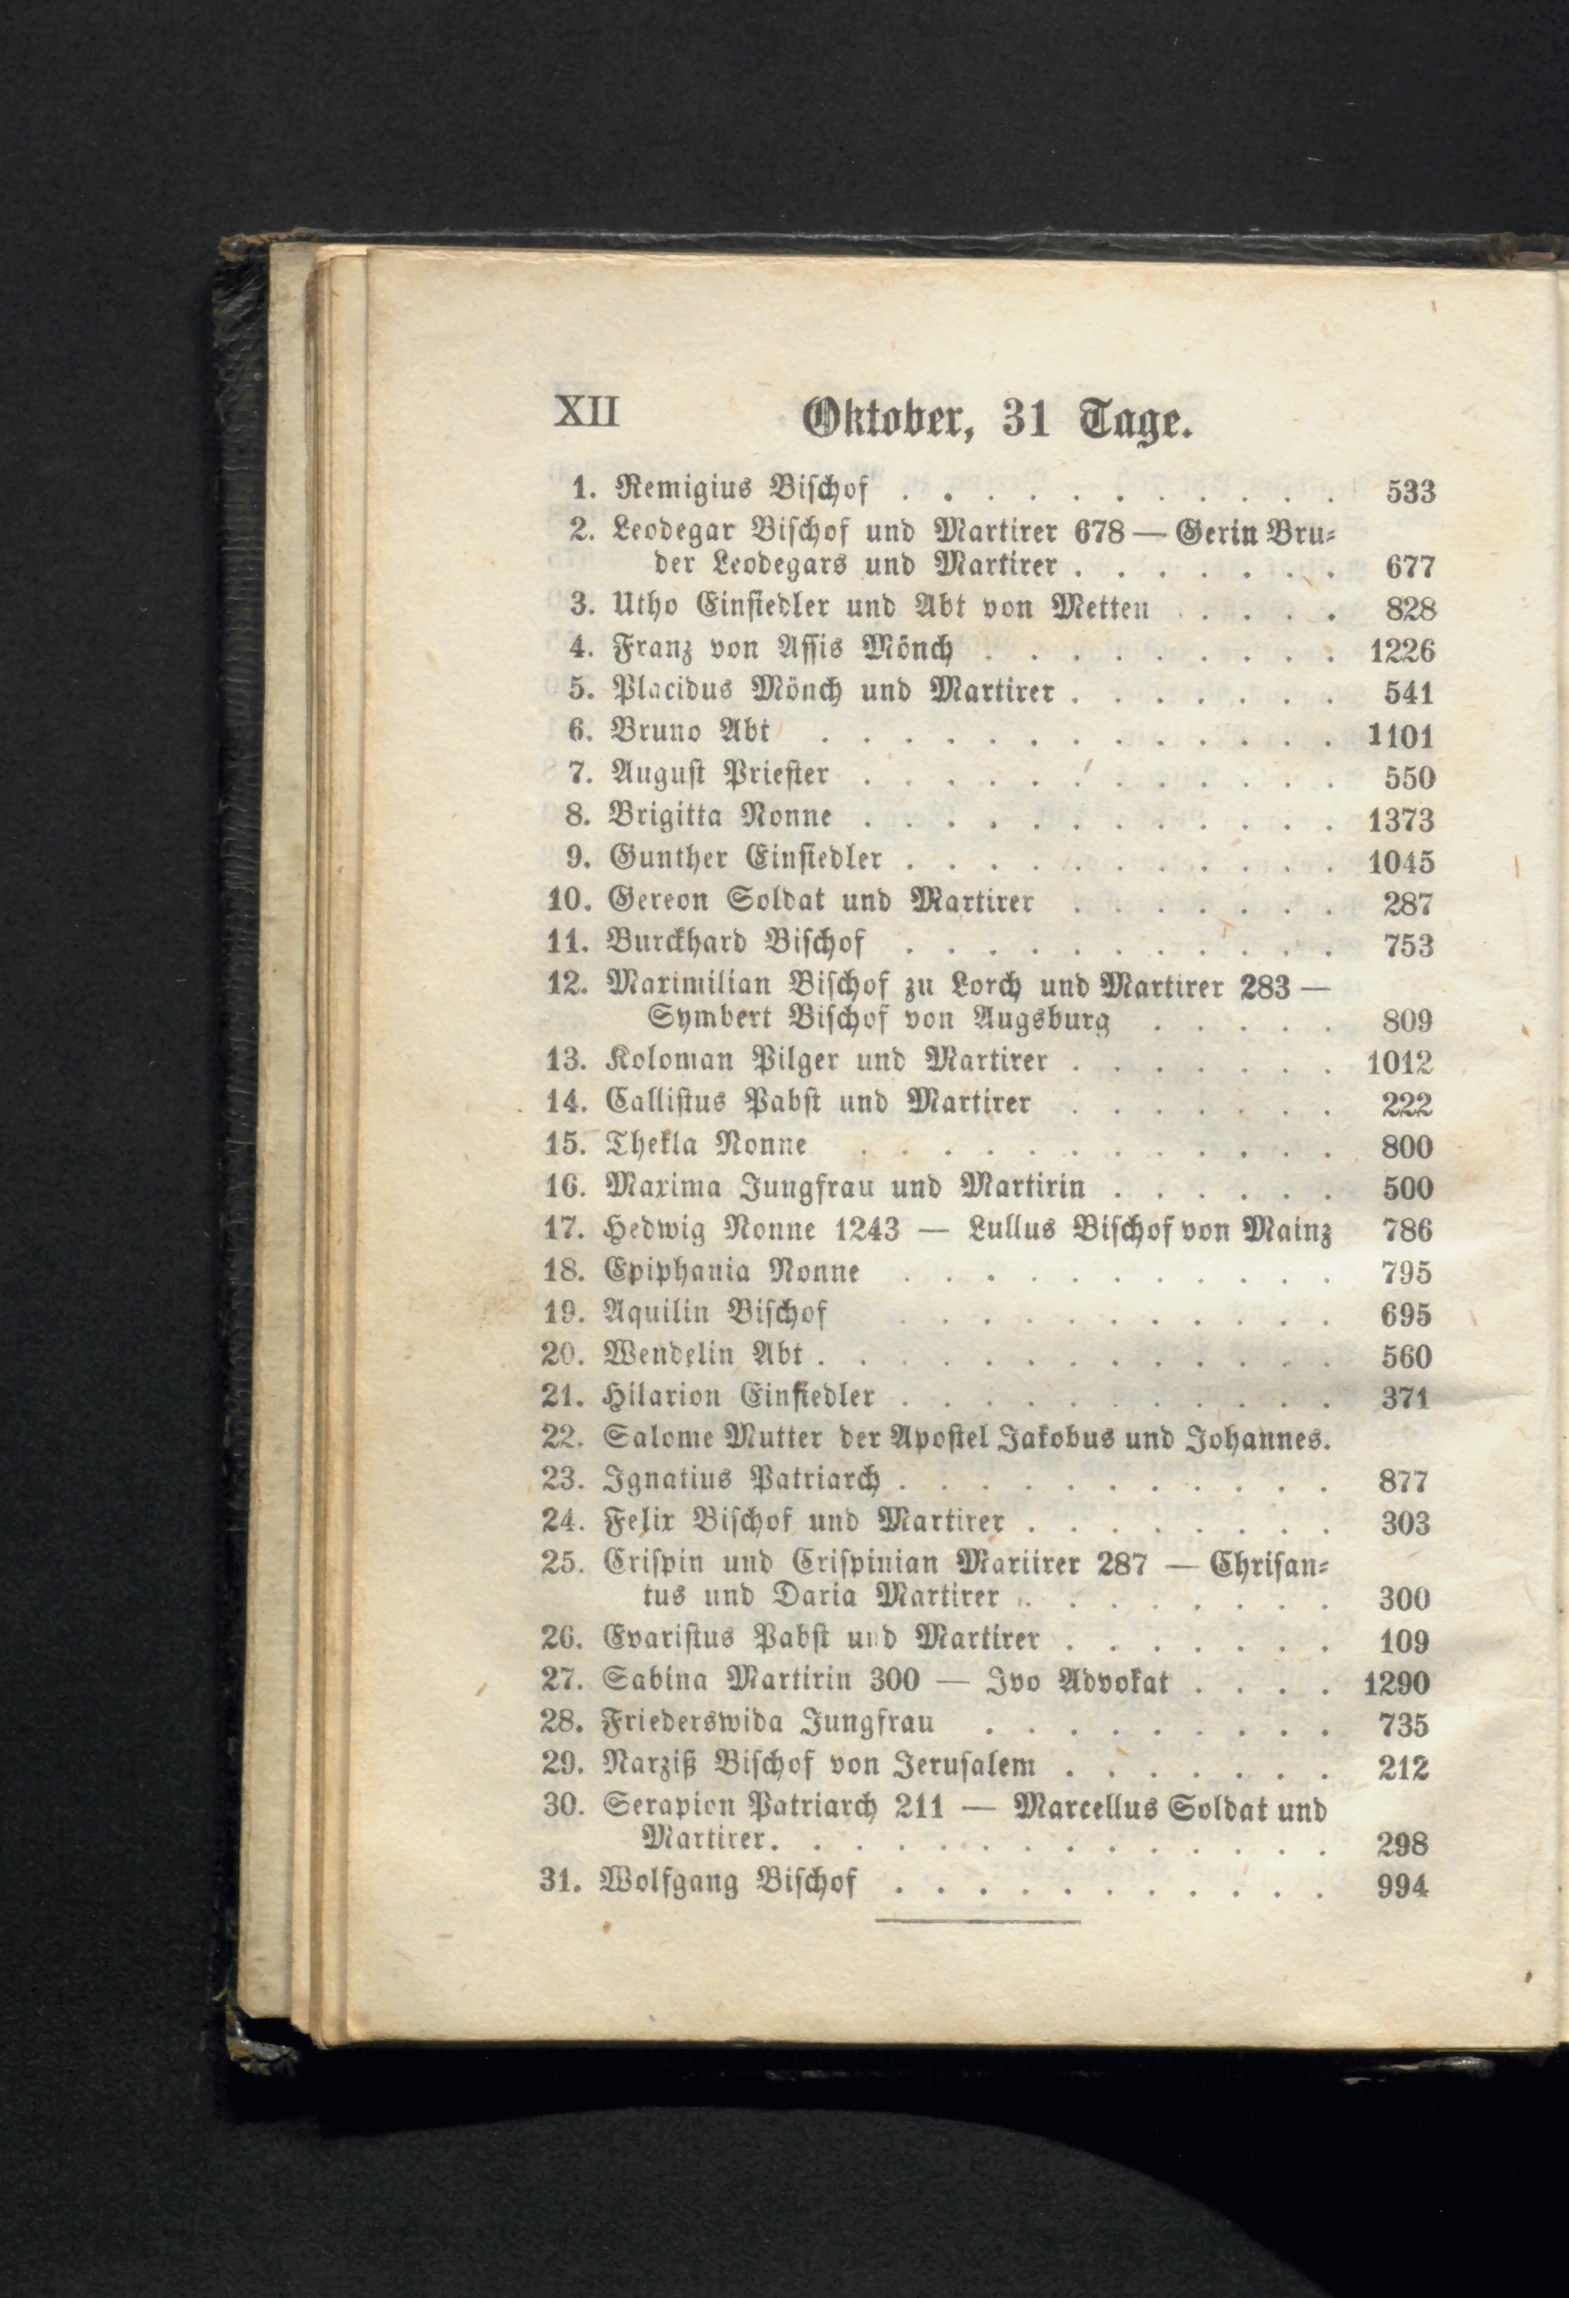 XII Oktober, 31 Tage.
1. Remigius Bischof . . . . . . . . . . . 533
2. Leodegar Bischof und Martirer 678 — Gerin Bru-
der Leodegars und Martirer . . . . . . . 677
3. Utho Einsiedler und Abt von Metten . . . . 828
4. Franz von Assis Mönch . . . . . . . . . 1226
5. Placidus Mönch und Martirer . . . . . . . 541
6. Bruno Abt . . . . . . . . . . . . . 1101
7. August Priester . . . . . . . . . . . . 550
8. Brigitta Nonne . . . . . . . . . . . . 1373
9. Gunther Einsiedler . . . . . . . . . . . 1045
10. Gereon Soldat und Martirer . . . . . . . 287
11. Burckhard Bischof . . . . . . . . . . . 753
12. Maximilian Bischof zu Lorch und Martirer 283 —
Symbert Bischof von Augsburg . . . . . 809
13. Koloman Pilger und Martirer . . . . . . . 1012
14. Callistus Pabst und Martirer . . . . . . . 222
15. Thekla Nonne . . . . . . . . . . . . 800
16. Maxima Jungfrau und Martirin . . . . . . 500
17. Hedwig Nonne 1243 — Lullus Bischof von Mainz 786
18. Epiphania Nonne . . . . . . . . . . . 795
19. Aquilin Bischof . . . . . . . . . . . 695
20. Wendelin Abt . . . . . . . . . . . . . 560
21. Hilarion Einsiedler . . . . . . . . . . . 371
22. Salome Mutter der Apostel Jakobus und Johannes.
23. Ignatius Patriarch . . . . . . . . . . . 877
24. Felix Bischof und Martirer . . . . . . . . 303
25. Crispin und Crispinian Mariirer 287 — Chrisan-
tus und Daria Martirer . . . . . . . . 300
26. Evaristus Pabst und Martirer . . . . . . . 109
27. Sabina Martirin 300 — Ivo Advokat . . . . 1290
28. Friederswida Jungfrau . . . . . . . . . 735
29. Narziß Bischof von Jerusalem . . . . . . . 212
30. Serapion Patriarch 211 — Marcellus Soldat und
Martirer. . . . . . . . . . . . . . 298
31. Wolfgang Bischof . . . . . . . . . . . 994